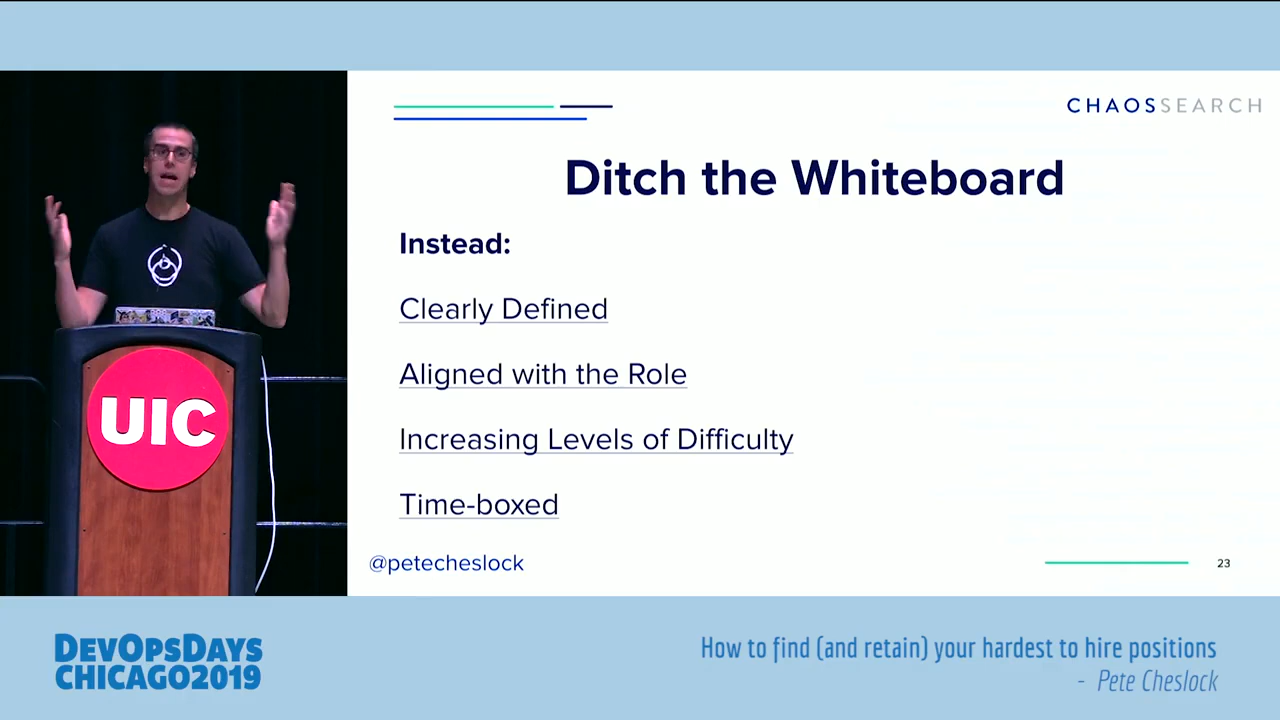 CHAOSSEARCH
Ditch the Whiteboard
Instead:
Clearly Defined
Aligned with the Role
Increasing Levels of Difficulty
Time-boxed
@petecheslock
23
UIC
DEVOPSDAYS
CHICAGO2019
How to find (and retain) your hardest to hire positions
- Pete Cheslock